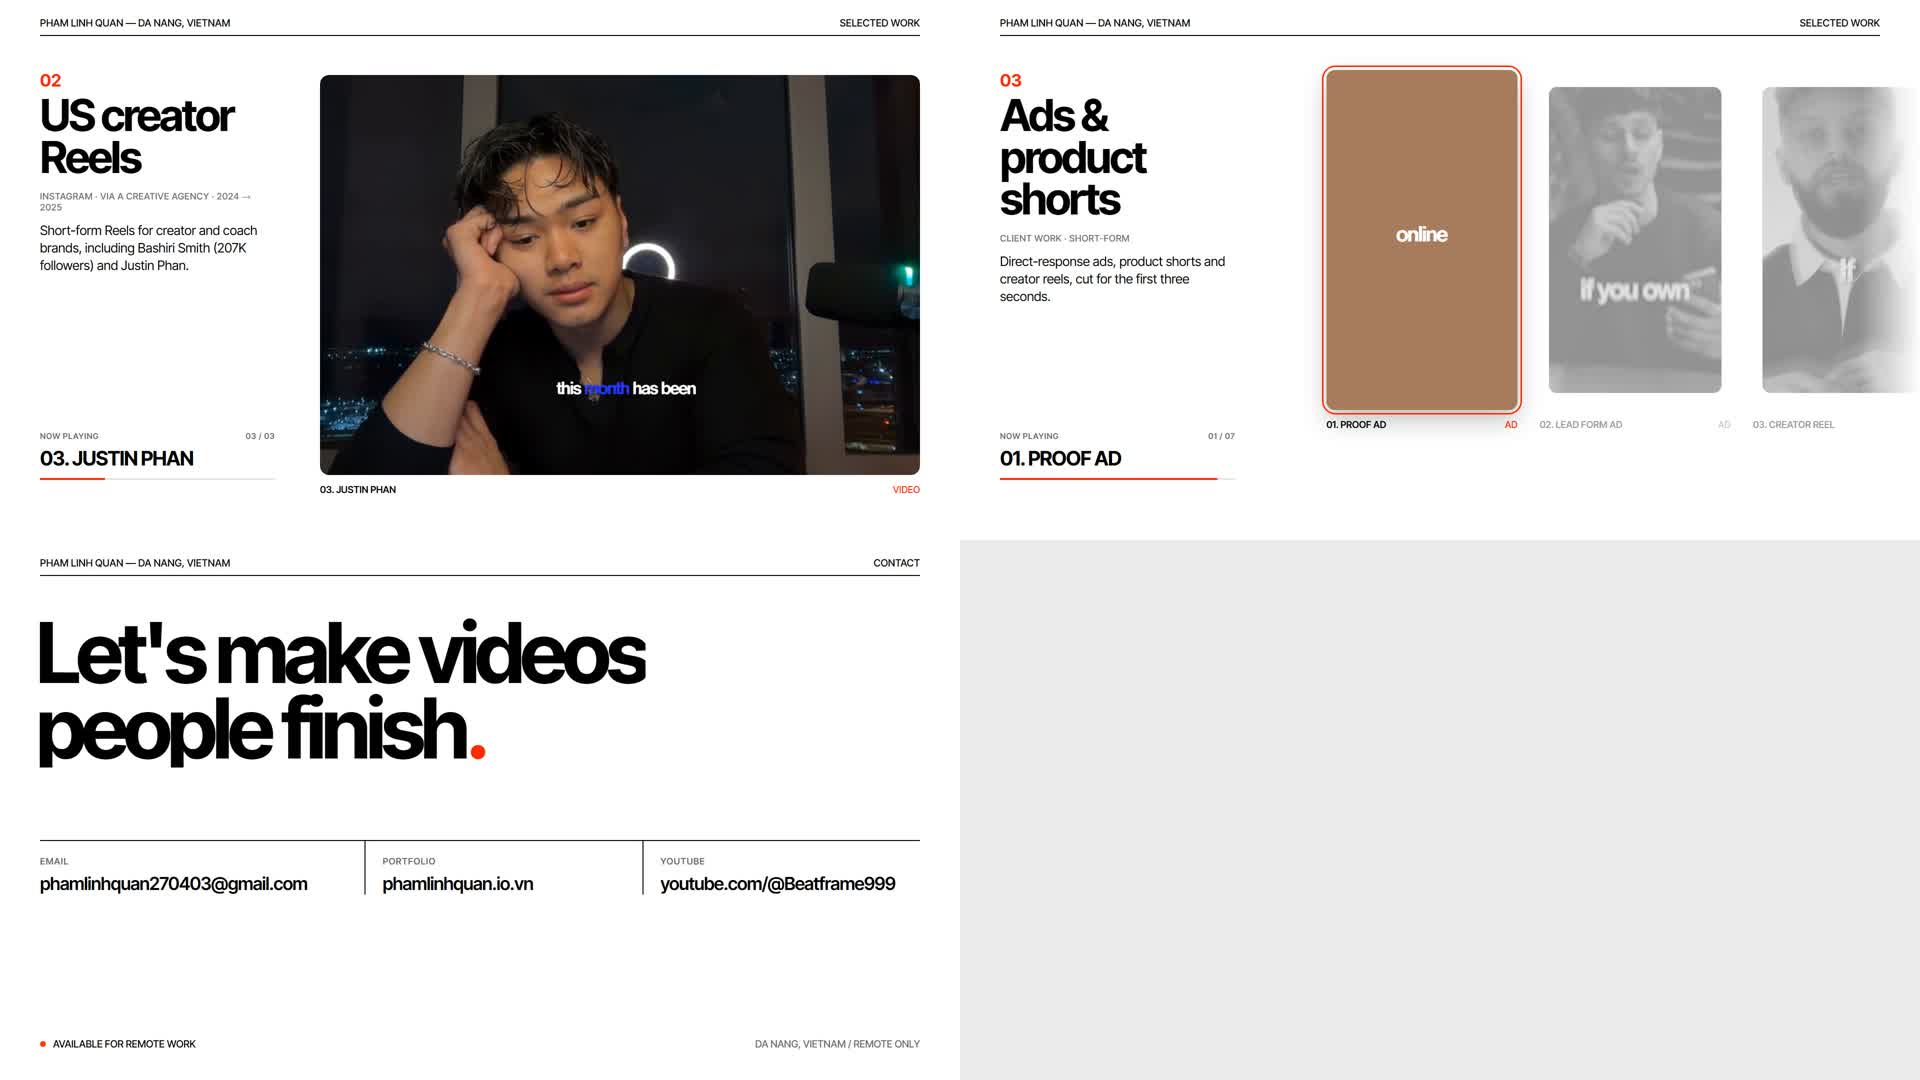 PHAM LINH QUAN — DA NANG, VIETNAM
SELECTED WORK
02
US creator
Reels
INSTAGRAM · VIA A CREATIVE AGENCY · 2024 →
2025
Short-form Reels for creator and coach
brands, including Bashiri Smith (207K
followers) and Justin Phan.
NOW PLAYING
03 / 03
03. JUSTIN PHAN
this month has been
03. JUSTIN PHAN
VIDEO
PHAM LINH QUAN — DA NANG, VIETNAM
SELECTED WORK
03
Ads &
product
shorts
CLIENT WORK · SHORT-FORM
Direct-response ads, product shorts and
creator reels, cut for the first three
seconds.
NOW PLAYING
01 / 07
01. PROOF AD
online
01. PROOF AD
AD
if you own
02. LEAD FORM AD
AD
If
03. CREATOR REEL
PHAM LINH QUAN — DA NANG, VIETNAM
CONTACT
Let's make videos
people finish.
EMAIL
phamlinhquan270403@gmail.com
PORTFOLIO
phamlinhquan.io.vn
YOUTUBE
youtube.com/@Beatframe999
AVAILABLE FOR REMOTE WORK
DA NANG, VIETNAM / REMOTE ONLY